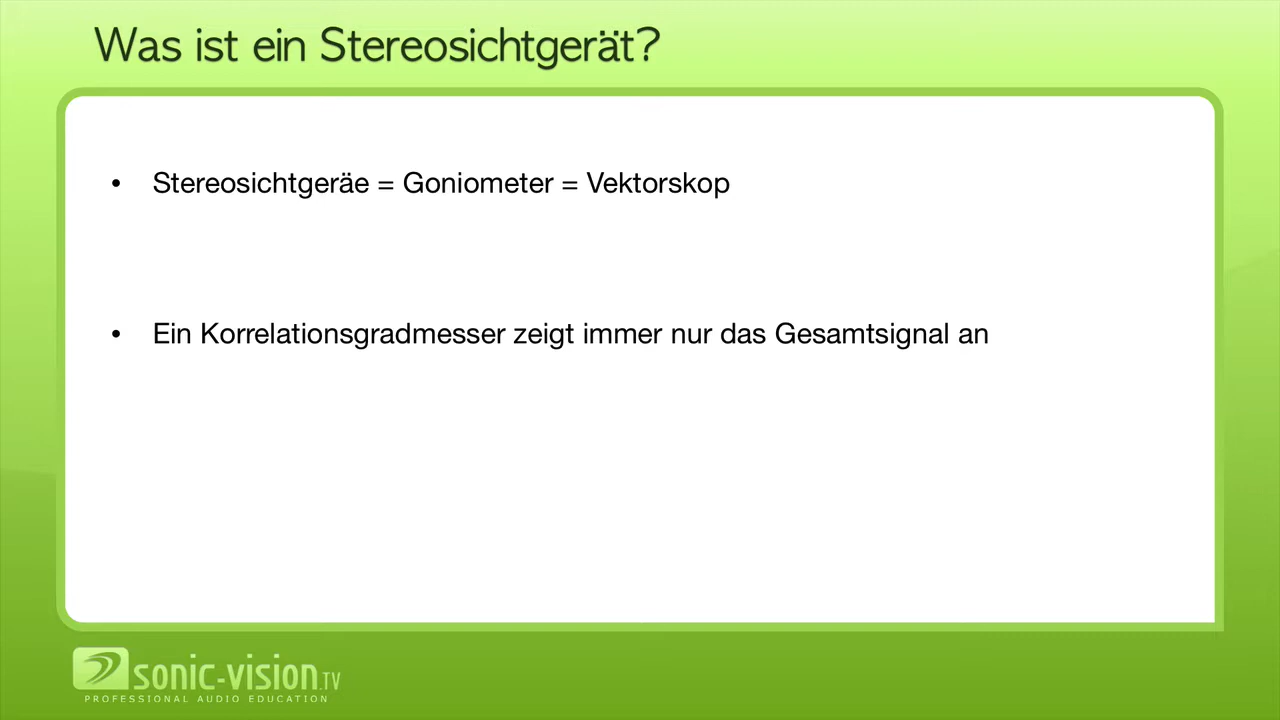 Was ist ein Stereosichtgerät?
• Stereosichtgeräe = Goniometer = Vektorskop
• Ein Korrelationsgradmesser zeigt immer nur das Gesamtsignal an
sonic-vision.TV
PROFESSIONAL AUDIO EDUCATION